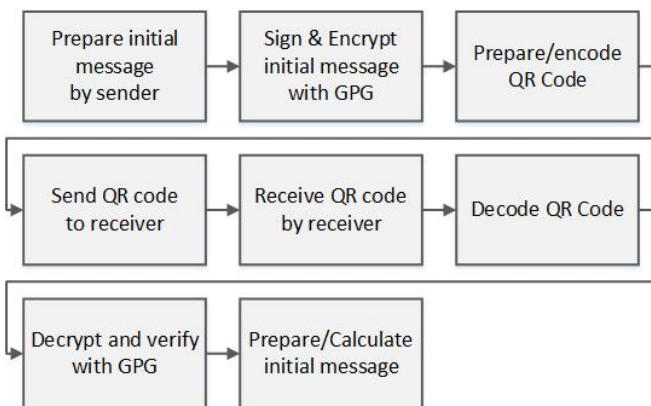 Prepare initial
message
by sender
Sign & Encrypt
initial message
with GPG
Prepare/encode
QR Code
Send QR code
to receiver
Receive QR code
by receiver
Decode QR Code
Decrypt and verify
with GPG
Prepare/Calculate
initial message